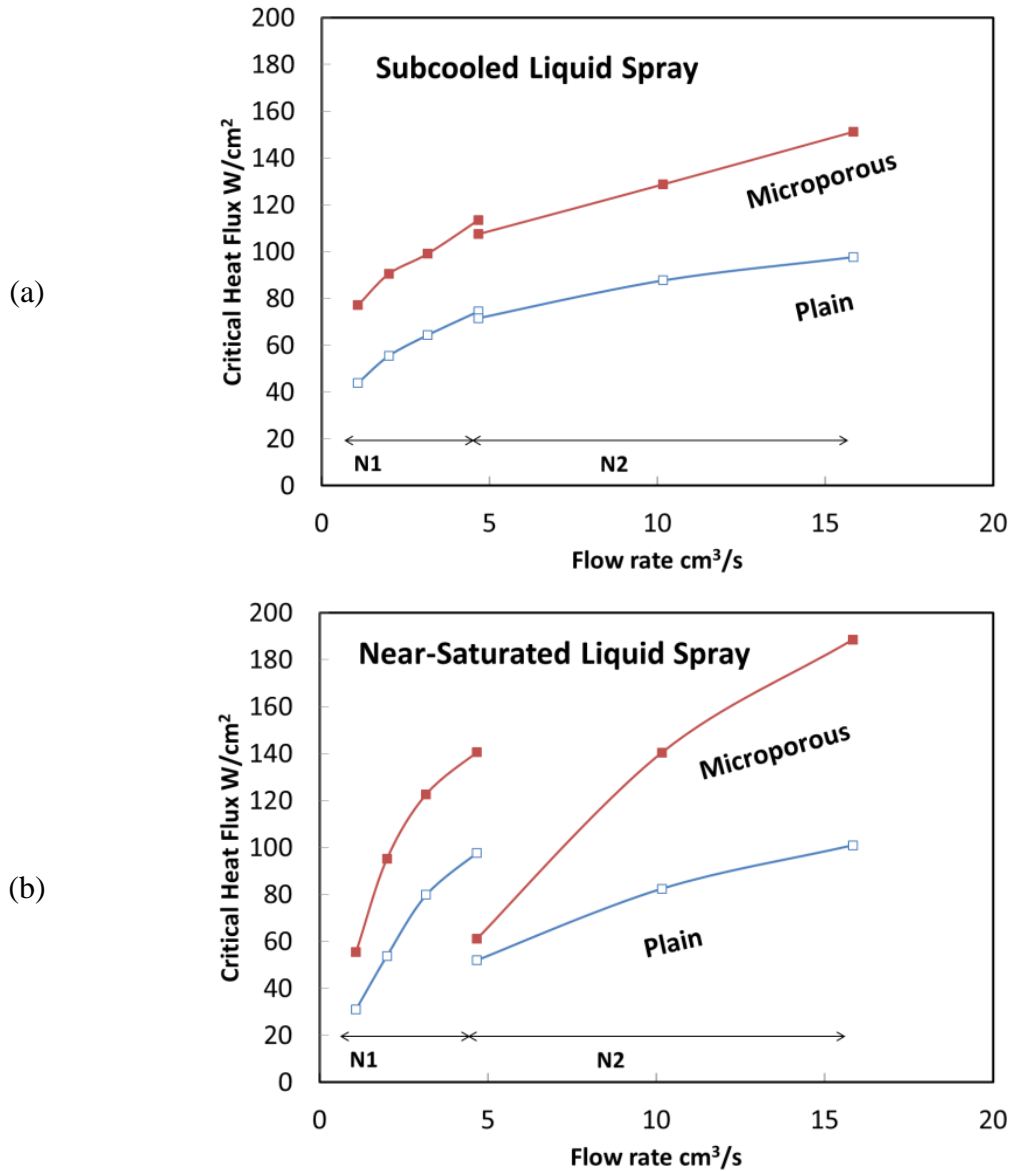 (a)
Subcooled Liquid Spray
Critical Heat Flux W/cm²
200
180
160
140
120
100
80
60
40
20
0
Microporous
Plain
N1
N2
0
5
10
15
20
Flow rate cm³/s
(b)
Near-Saturated Liquid Spray
Critical Heat Flux W/cm²
200
180
160
140
120
100
80
60
40
20
0
Microporous
Plain
N1
N2
0
5
10
15
20
Flow rate cm³/s